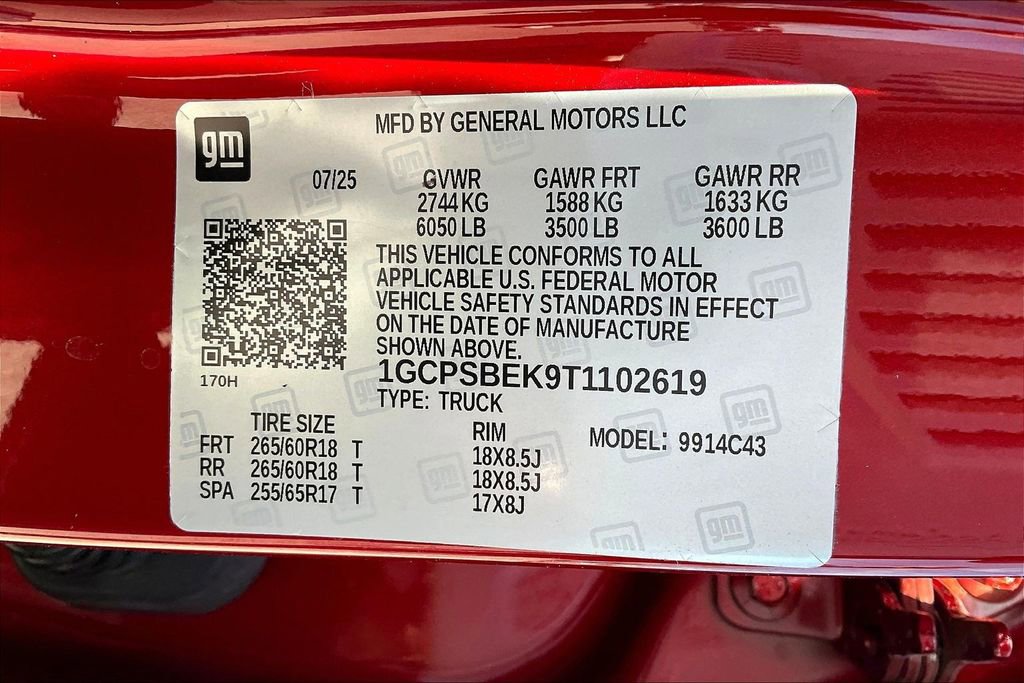 gm
MFD BY GENERAL MOTORS LLC
07/25
GVWR GAWR FRT GAWR RR
2744 KG 1588 KG 1633 KG
6050 LB 3500 LB 3600 LB
THIS VEHICLE CONFORMS TO ALL
APPLICABLE U.S. FEDERAL MOTOR
VEHICLE SAFETY STANDARDS IN EFFECT
ON THE DATE OF MANUFACTURE
SHOWN ABOVE.
170H
1GCPSBEK9T1102619
TYPE: TRUCK
TIRE SIZE RIM MODEL: 9914C43
FRT 265/60R18 T 18X8.5J
RR 265/60R18 T 18X8.5J
SPA 255/65R17 T 17X8J